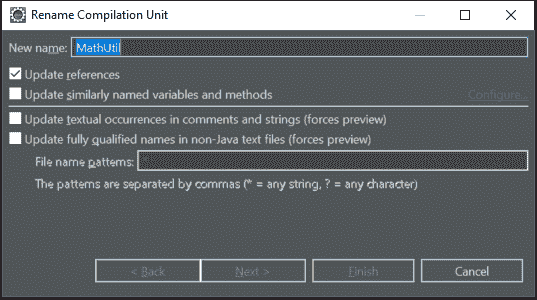 Rename Compilation Unit
New name: MathUtil
Update references
Update similarly named variables and methods Configure...
Update textual occurrences in comments and strings (forces preview)
Update fully qualified names in non-Java text files (forces preview)
File name patterns: *
The patterns are separated by commas (* = any string, ? = any character)
< Back Next > Finish Cancel